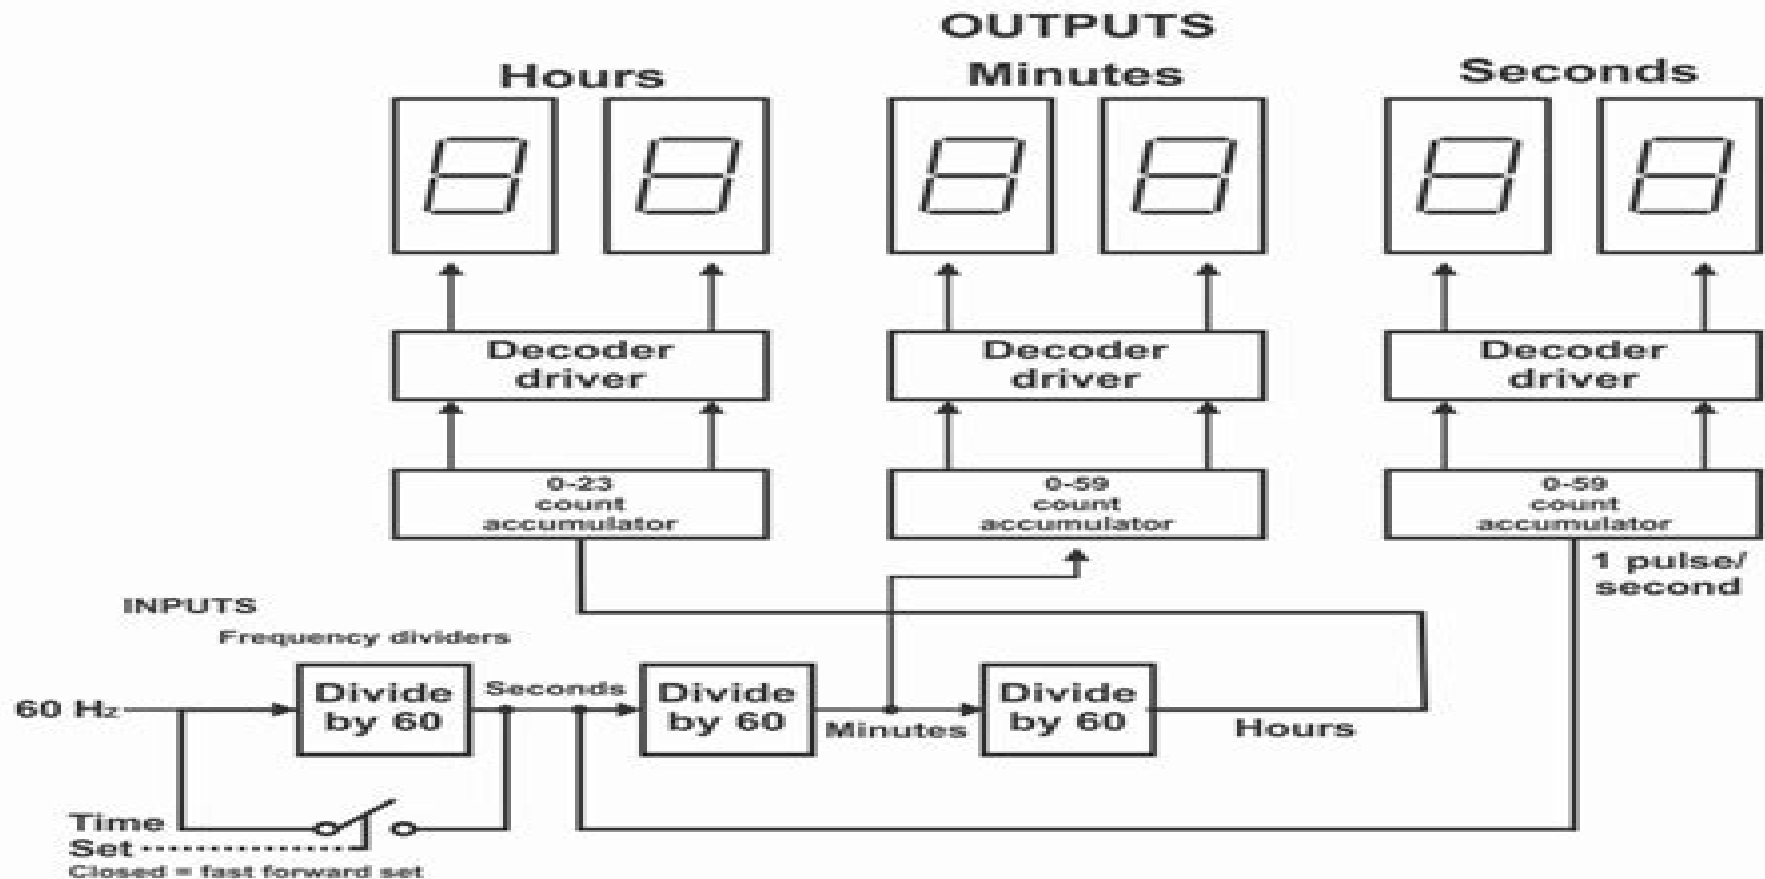 OUTPUTS
Hours
Minutes
Seconds
Decoder
driver
Decoder
driver
Decoder
driver
0-23
count
accumulator
0-59
count
accumulator
0-59
count
accumulator
1 pulse/
second
INPUTS
Frequency dividers
60 Hz
Divide
by 60
Seconds
Divide
by 60
Minutes
Divide
by 60
Hours
Time
Set
Closed = fast forward set